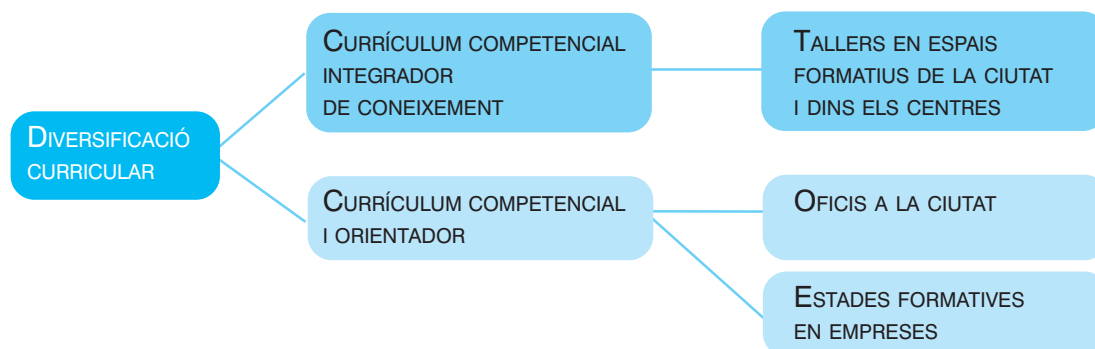 Diversificació
curricular
Currículum competencial
integrador
de coneixement
Tallers en espais
formatius de la ciutat
i dins els centres
Currículum competencial
i orientador
Oficis a la ciutat
Estades formatives
en empreses